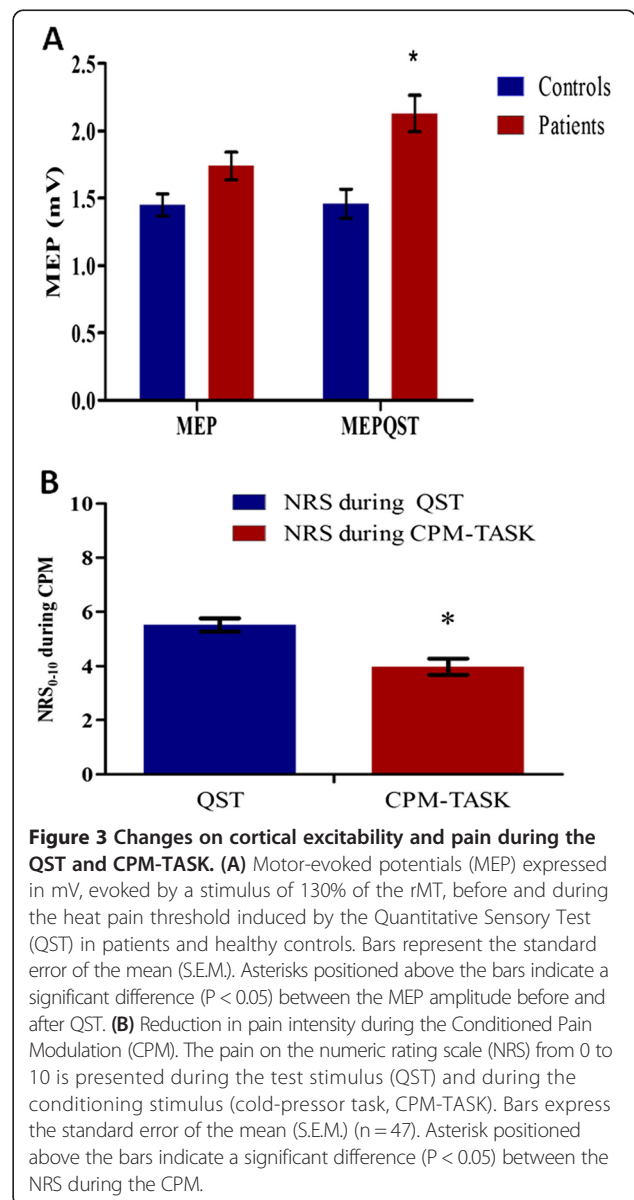 A
*
2.5
2.0
1.5
1.0
0.5
0.0
MEP (mV)
Controls
Patients
MEP MEPQST
B
10
8
6
4
2
0
NRS0-10 during CPM
NRS during QST
NRS during CPM-TASK
*
QST CPM-TASK
Figure 3 Changes on cortical excitability and pain during the
QST and CPM-TASK. (A) Motor-evoked potentials (MEP) expressed
in mV, evoked by a stimulus of 130% of the rMT, before and during
the heat pain threshold induced by the Quantitative Sensory Test
(QST) in patients and healthy controls. Bars represent the standard
error of the mean (S.E.M.). Asterisks positioned above the bars indicate a
significant difference (P < 0.05) between the MEP amplitude before and
after QST. (B) Reduction in pain intensity during the Conditioned Pain
Modulation (CPM). The pain on the numeric rating scale (NRS) from 0 to
10 is presented during the test stimulus (QST) and during the
conditioning stimulus (cold-pressor task, CPM-TASK). Bars express
the standard error of the mean (S.E.M.) (n = 47). Asterisk positioned
above the bars indicate a significant difference (P < 0.05) between the
NRS during the CPM.